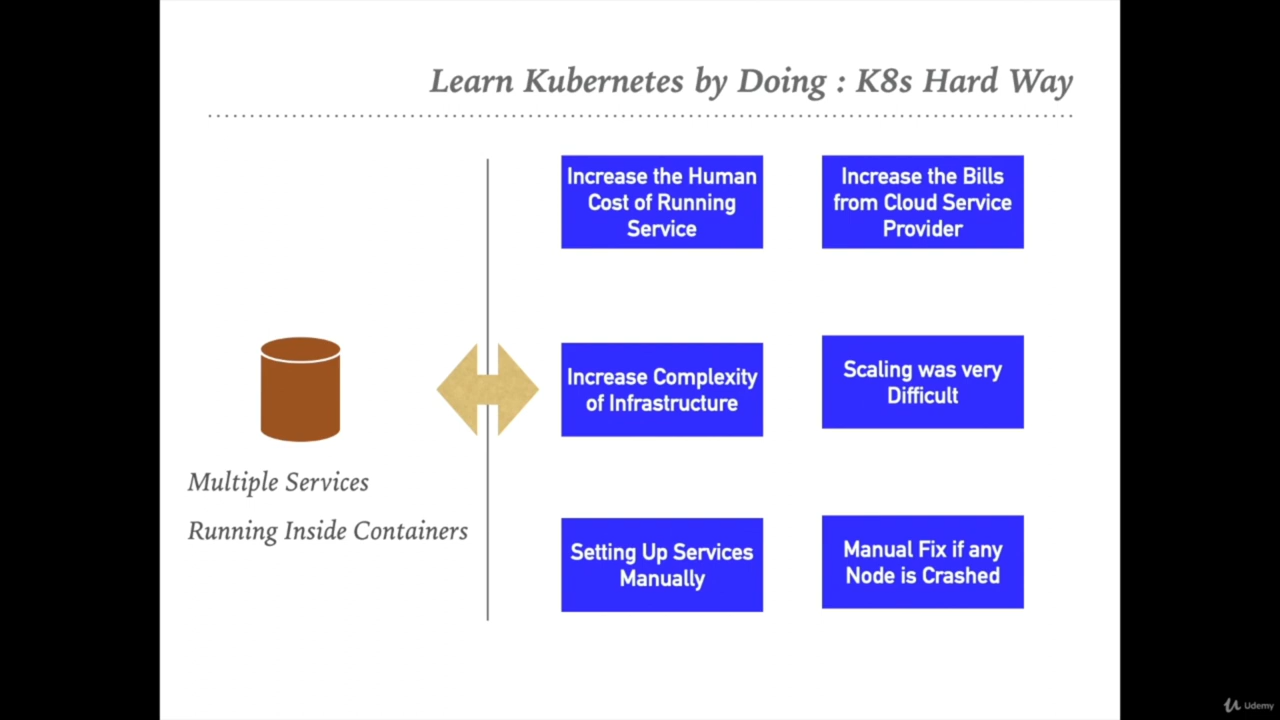 Learn Kubernetes by Doing : K8s Hard Way
Increase the Human
Cost of Running
Service
Increase the Bills
from Cloud Service
Provider
Increase Complexity
of Infrastructure
Scaling was very
Difficult
Multiple Services
Running Inside Containers
Setting Up Services
Manually
Manual Fix if any
Node is Crashed
Udemy